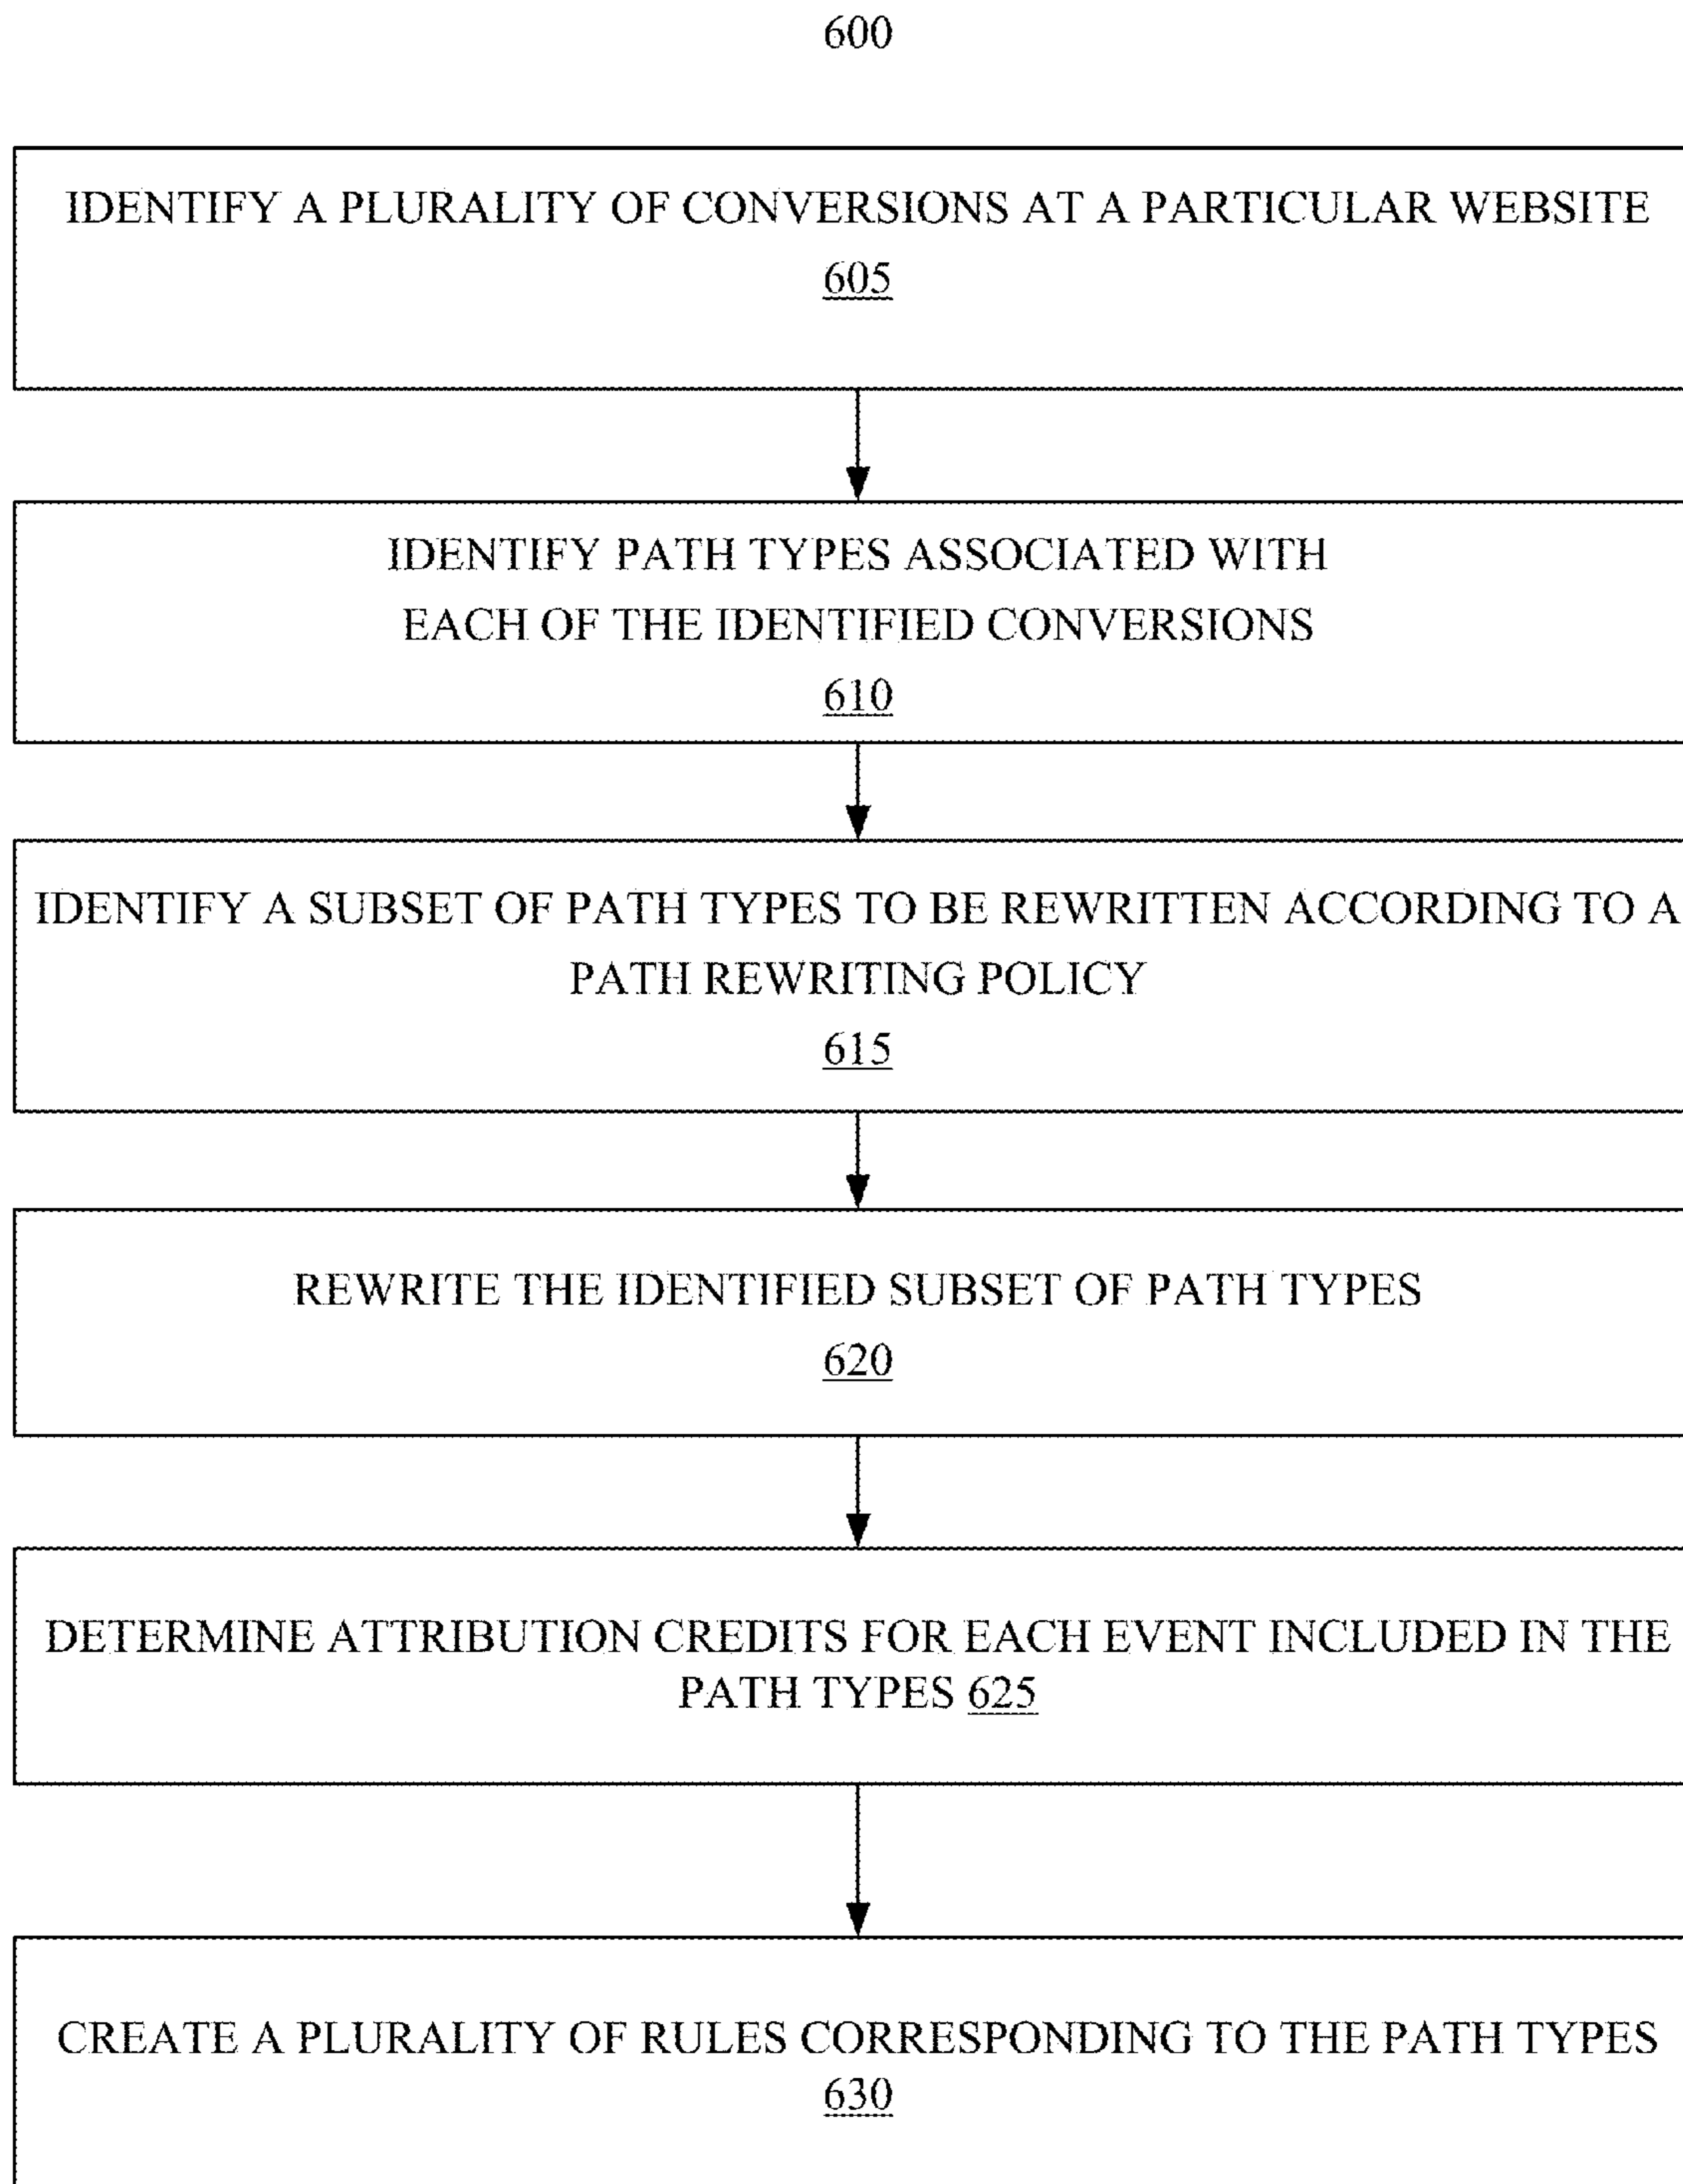 600
IDENTIFY A PLURALITY OF CONVERSIONS AT A PARTICULAR WEBSITE
605
IDENTIFY PATH TYPES ASSOCIATED WITH
EACH OF THE IDENTIFIED CONVERSIONS
610
IDENTIFY A SUBSET OF PATH TYPES TO BE REWRITTEN ACCORDING TO A
PATH REWRITING POLICY
615
REWRITE THE IDENTIFIED SUBSET OF PATH TYPES
620
DETERMINE ATTRIBUTION CREDITS FOR EACH EVENT INCLUDED IN THE
PATH TYPES 625
CREATE A PLURALITY OF RULES CORRESPONDING TO THE PATH TYPES
630